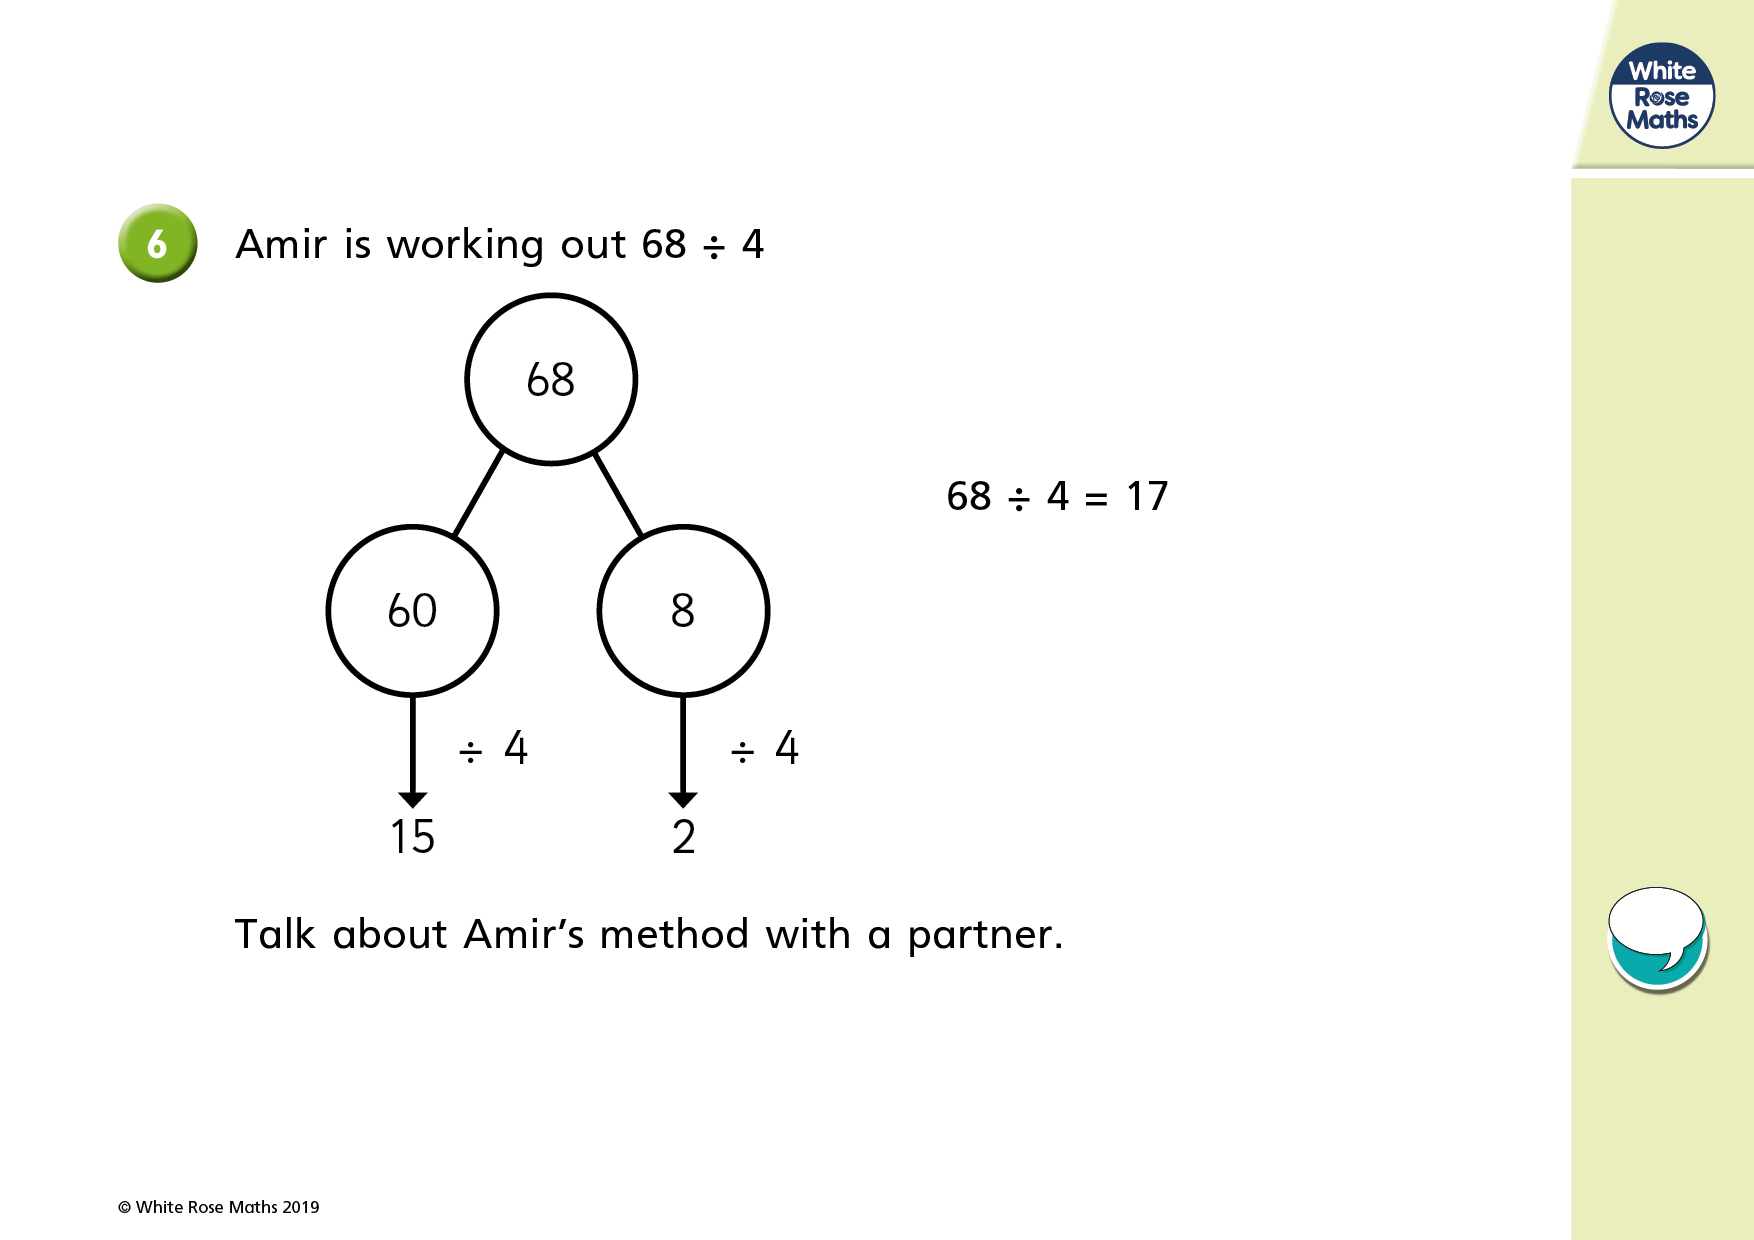 White
Rose
Maths
6 Amir is working out 68 ÷ 4
68
68 ÷ 4 = 17
60 8
÷ 4 ÷ 4
15 2
Talk about Amir’s method with a partner.
© White Rose Maths 2019